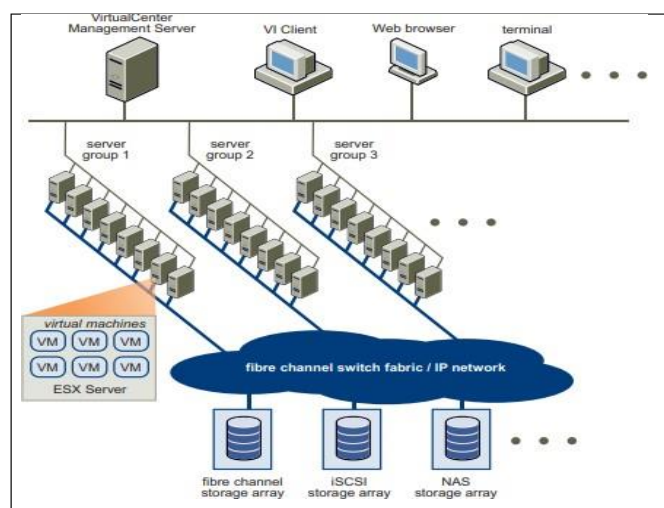 VirtualCenter
Management Server
VI Client
Web browser
terminal
server
group 1
server
group 2
server
group 3
virtual machines
VM VM VM
VM VM VM
ESX Server
fibre channel switch fabric / IP network
fibre channel
storage array
iSCSI
storage array
NAS
storage array